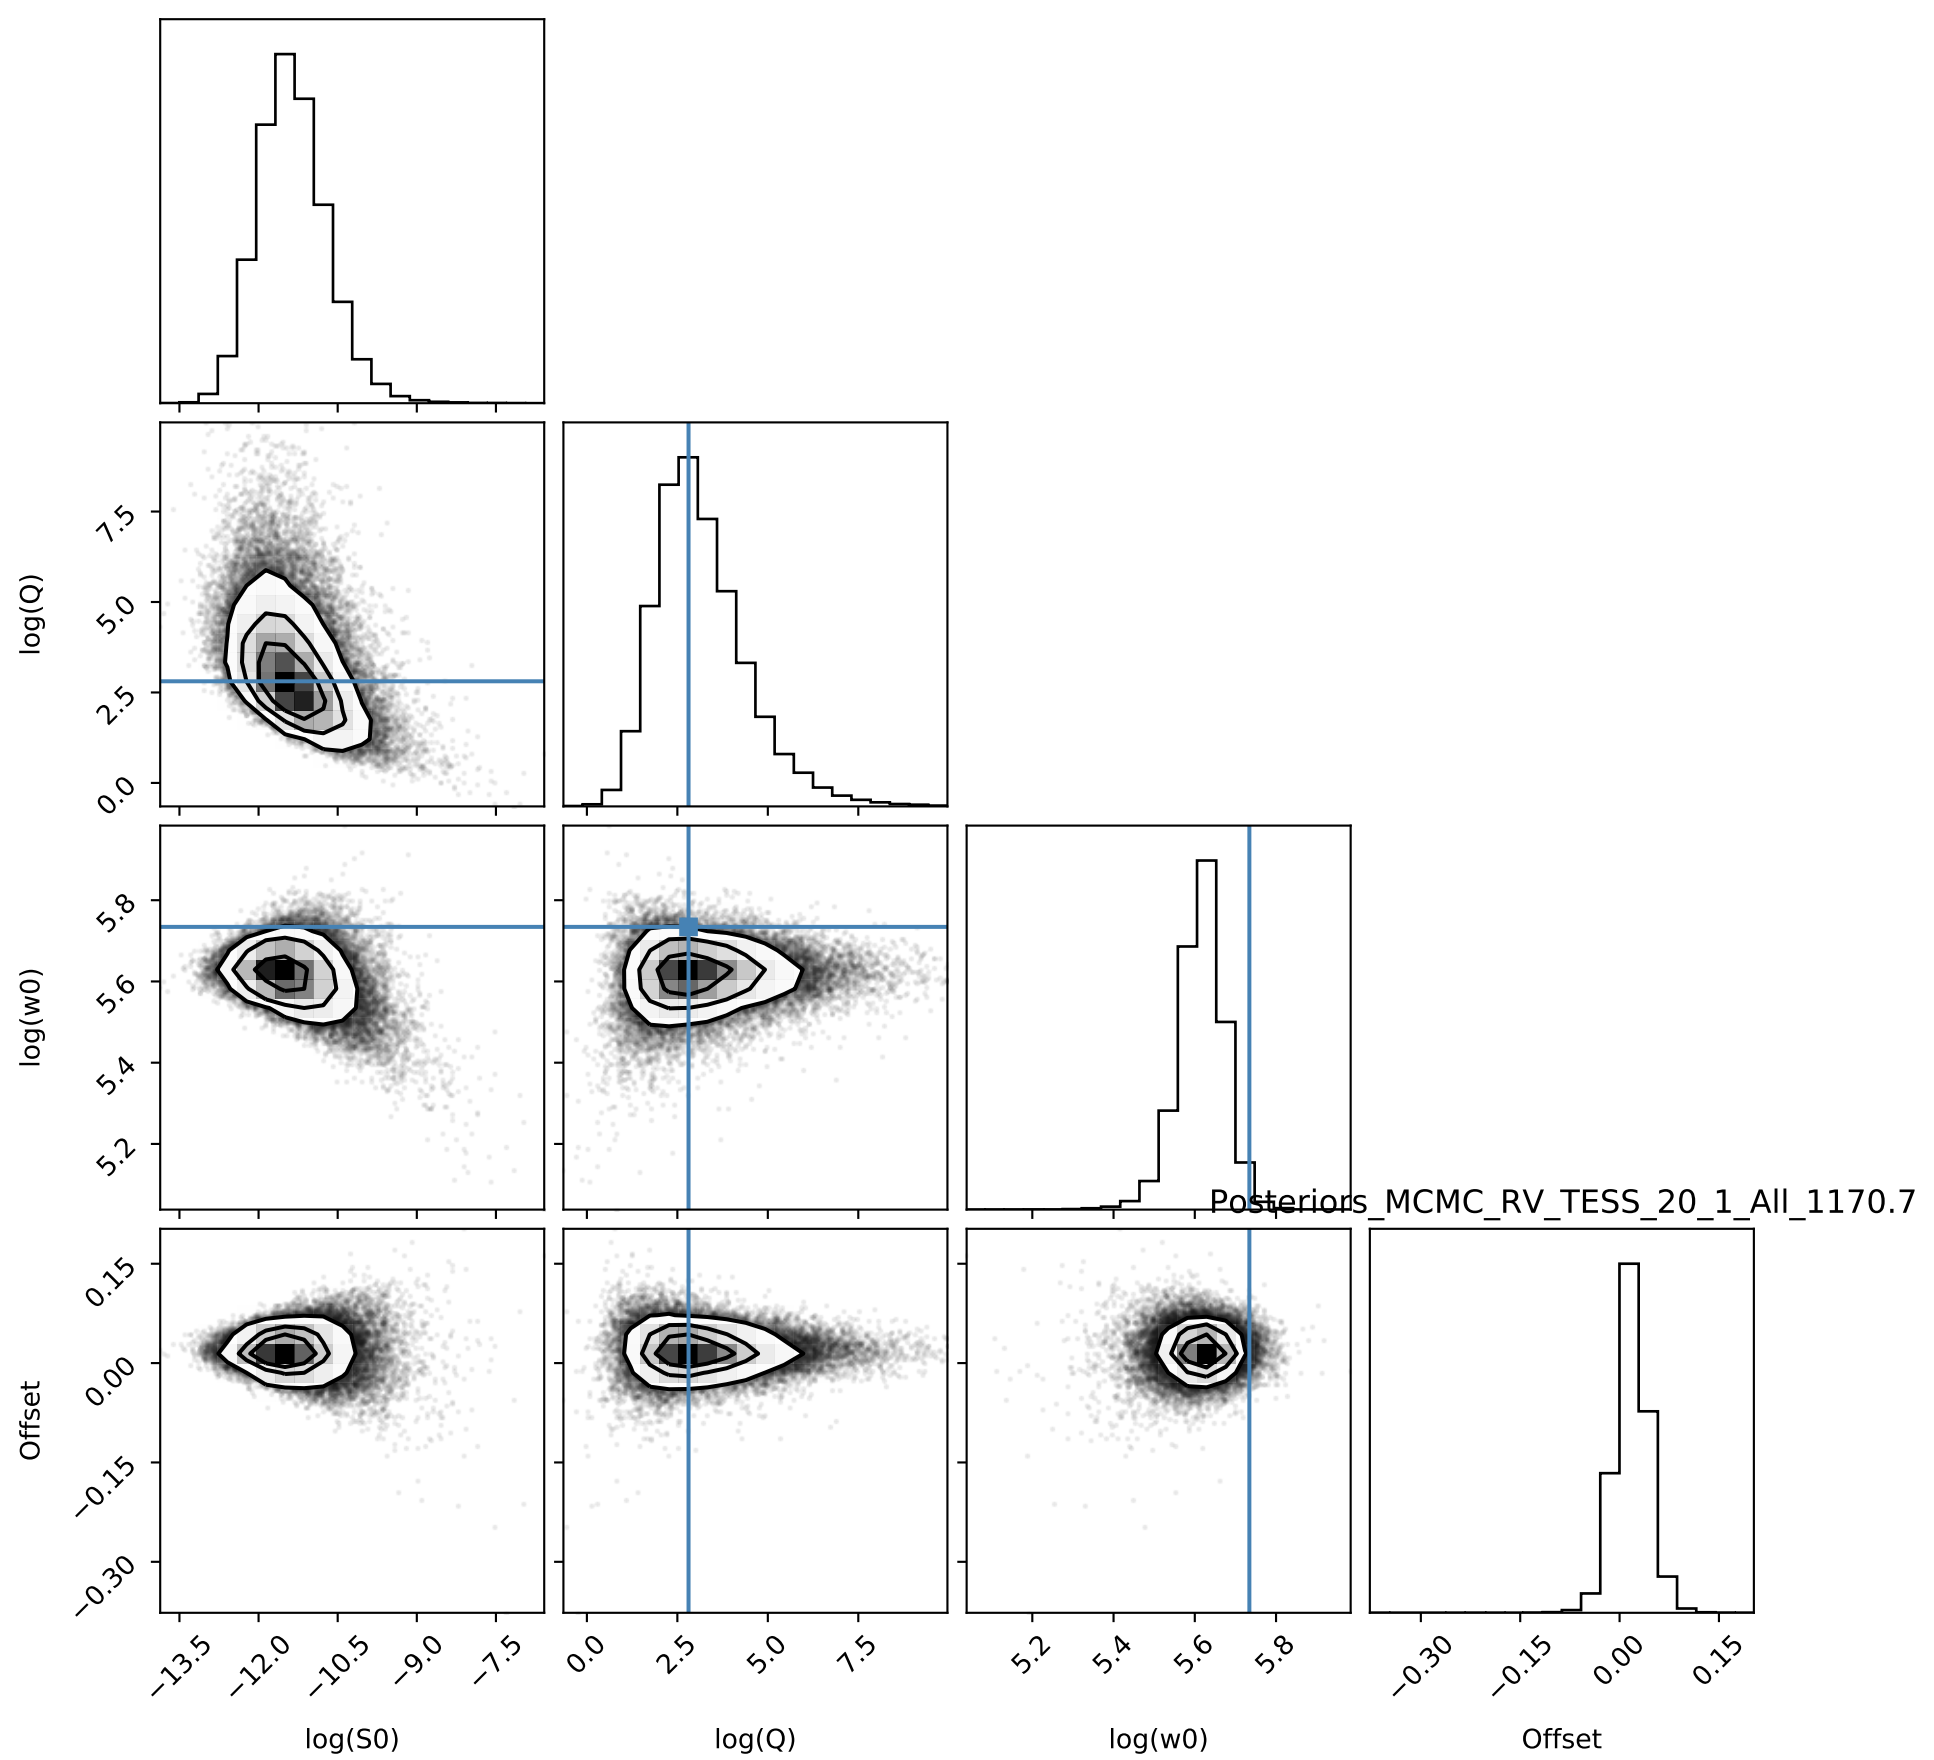 log(Q)
7.5
5.0
2.5
0.0
log(w0)
5.8
5.6
5.4
5.2
Posteriors_MCMC_RV_TESS_20_1_All_1170.7
Offset
0.15
0.00
−0.15
−0.30
−13.5 −12.0 −10.5 −9.0 −7.5 0.0 2.5 5.0 7.5 5.2 5.4 5.6 5.8 −0.30 −0.15 0.00 0.15
log(S0) log(Q) log(w0) Offset